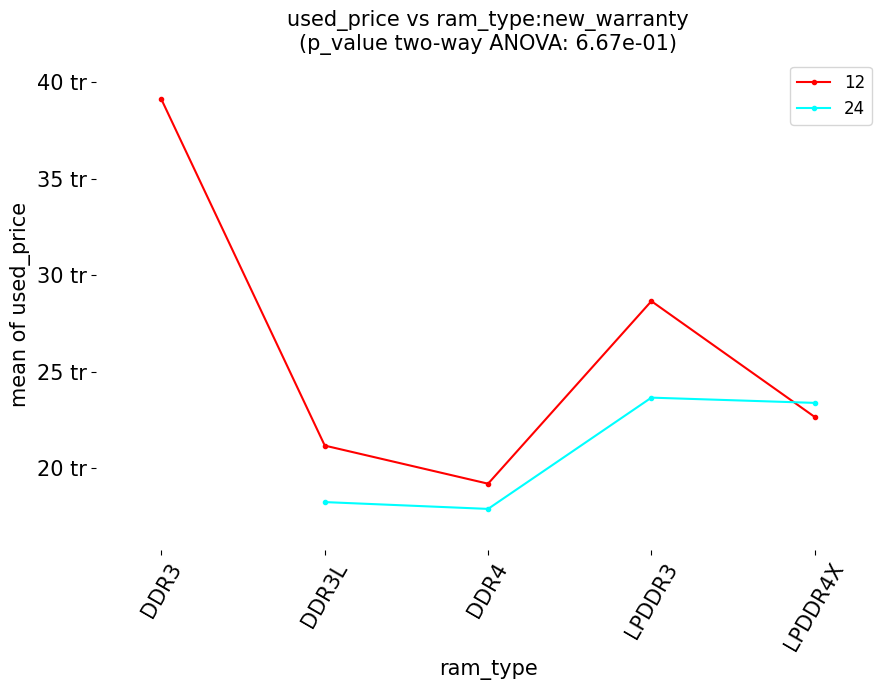 used_price vs ram_type:new_warranty
(p_value two-way ANOVA: 6.67e-01)
12
24
mean of used_price
40 tr
35 tr
30 tr
25 tr
20 tr
DDR3
DDR3L
DDR4
LPDDR3
LPDDR4X
ram_type